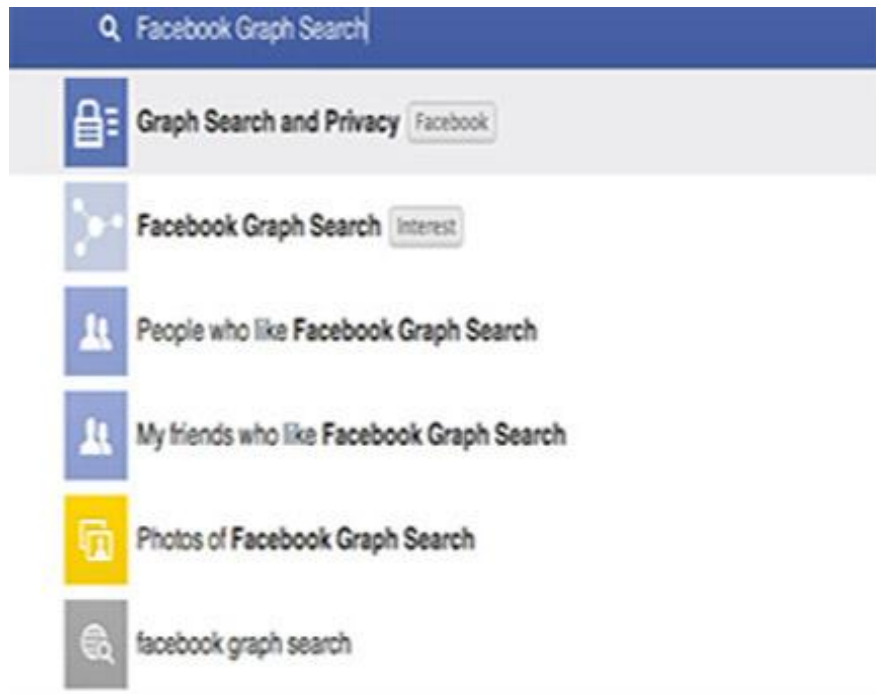 Facebook Graph Search
Graph Search and Privacy Facebook
Facebook Graph Search Interest
People who like Facebook Graph Search
My friends who like Facebook Graph Search
Photos of Facebook Graph Search
facebook graph search